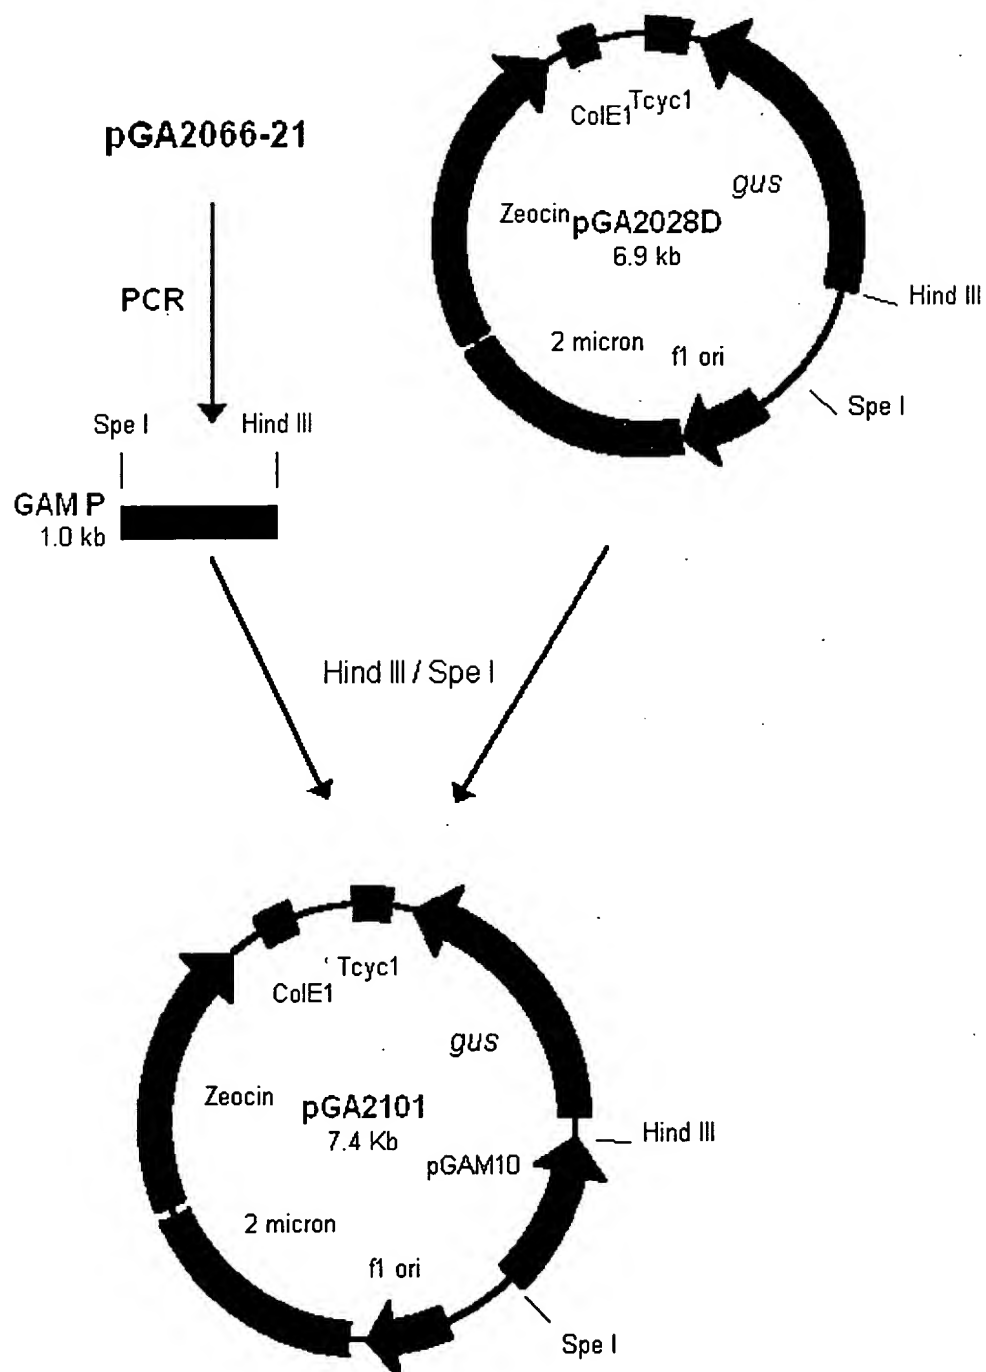 pGA2066-21
PCR
Spe I Hind III
GAM P
1.0 kb
ColE1 Tcyc1
gus
Zeocin pGA2028D
6.9 kb
Hind III
2 micron f1 ori
Spe I
Hind III / Spe I
Tcyc1
ColE1
gus
Zeocin pGA2101
7.4 Kb
Hind III
pGAM10
2 micron
f1 ori
Spe I